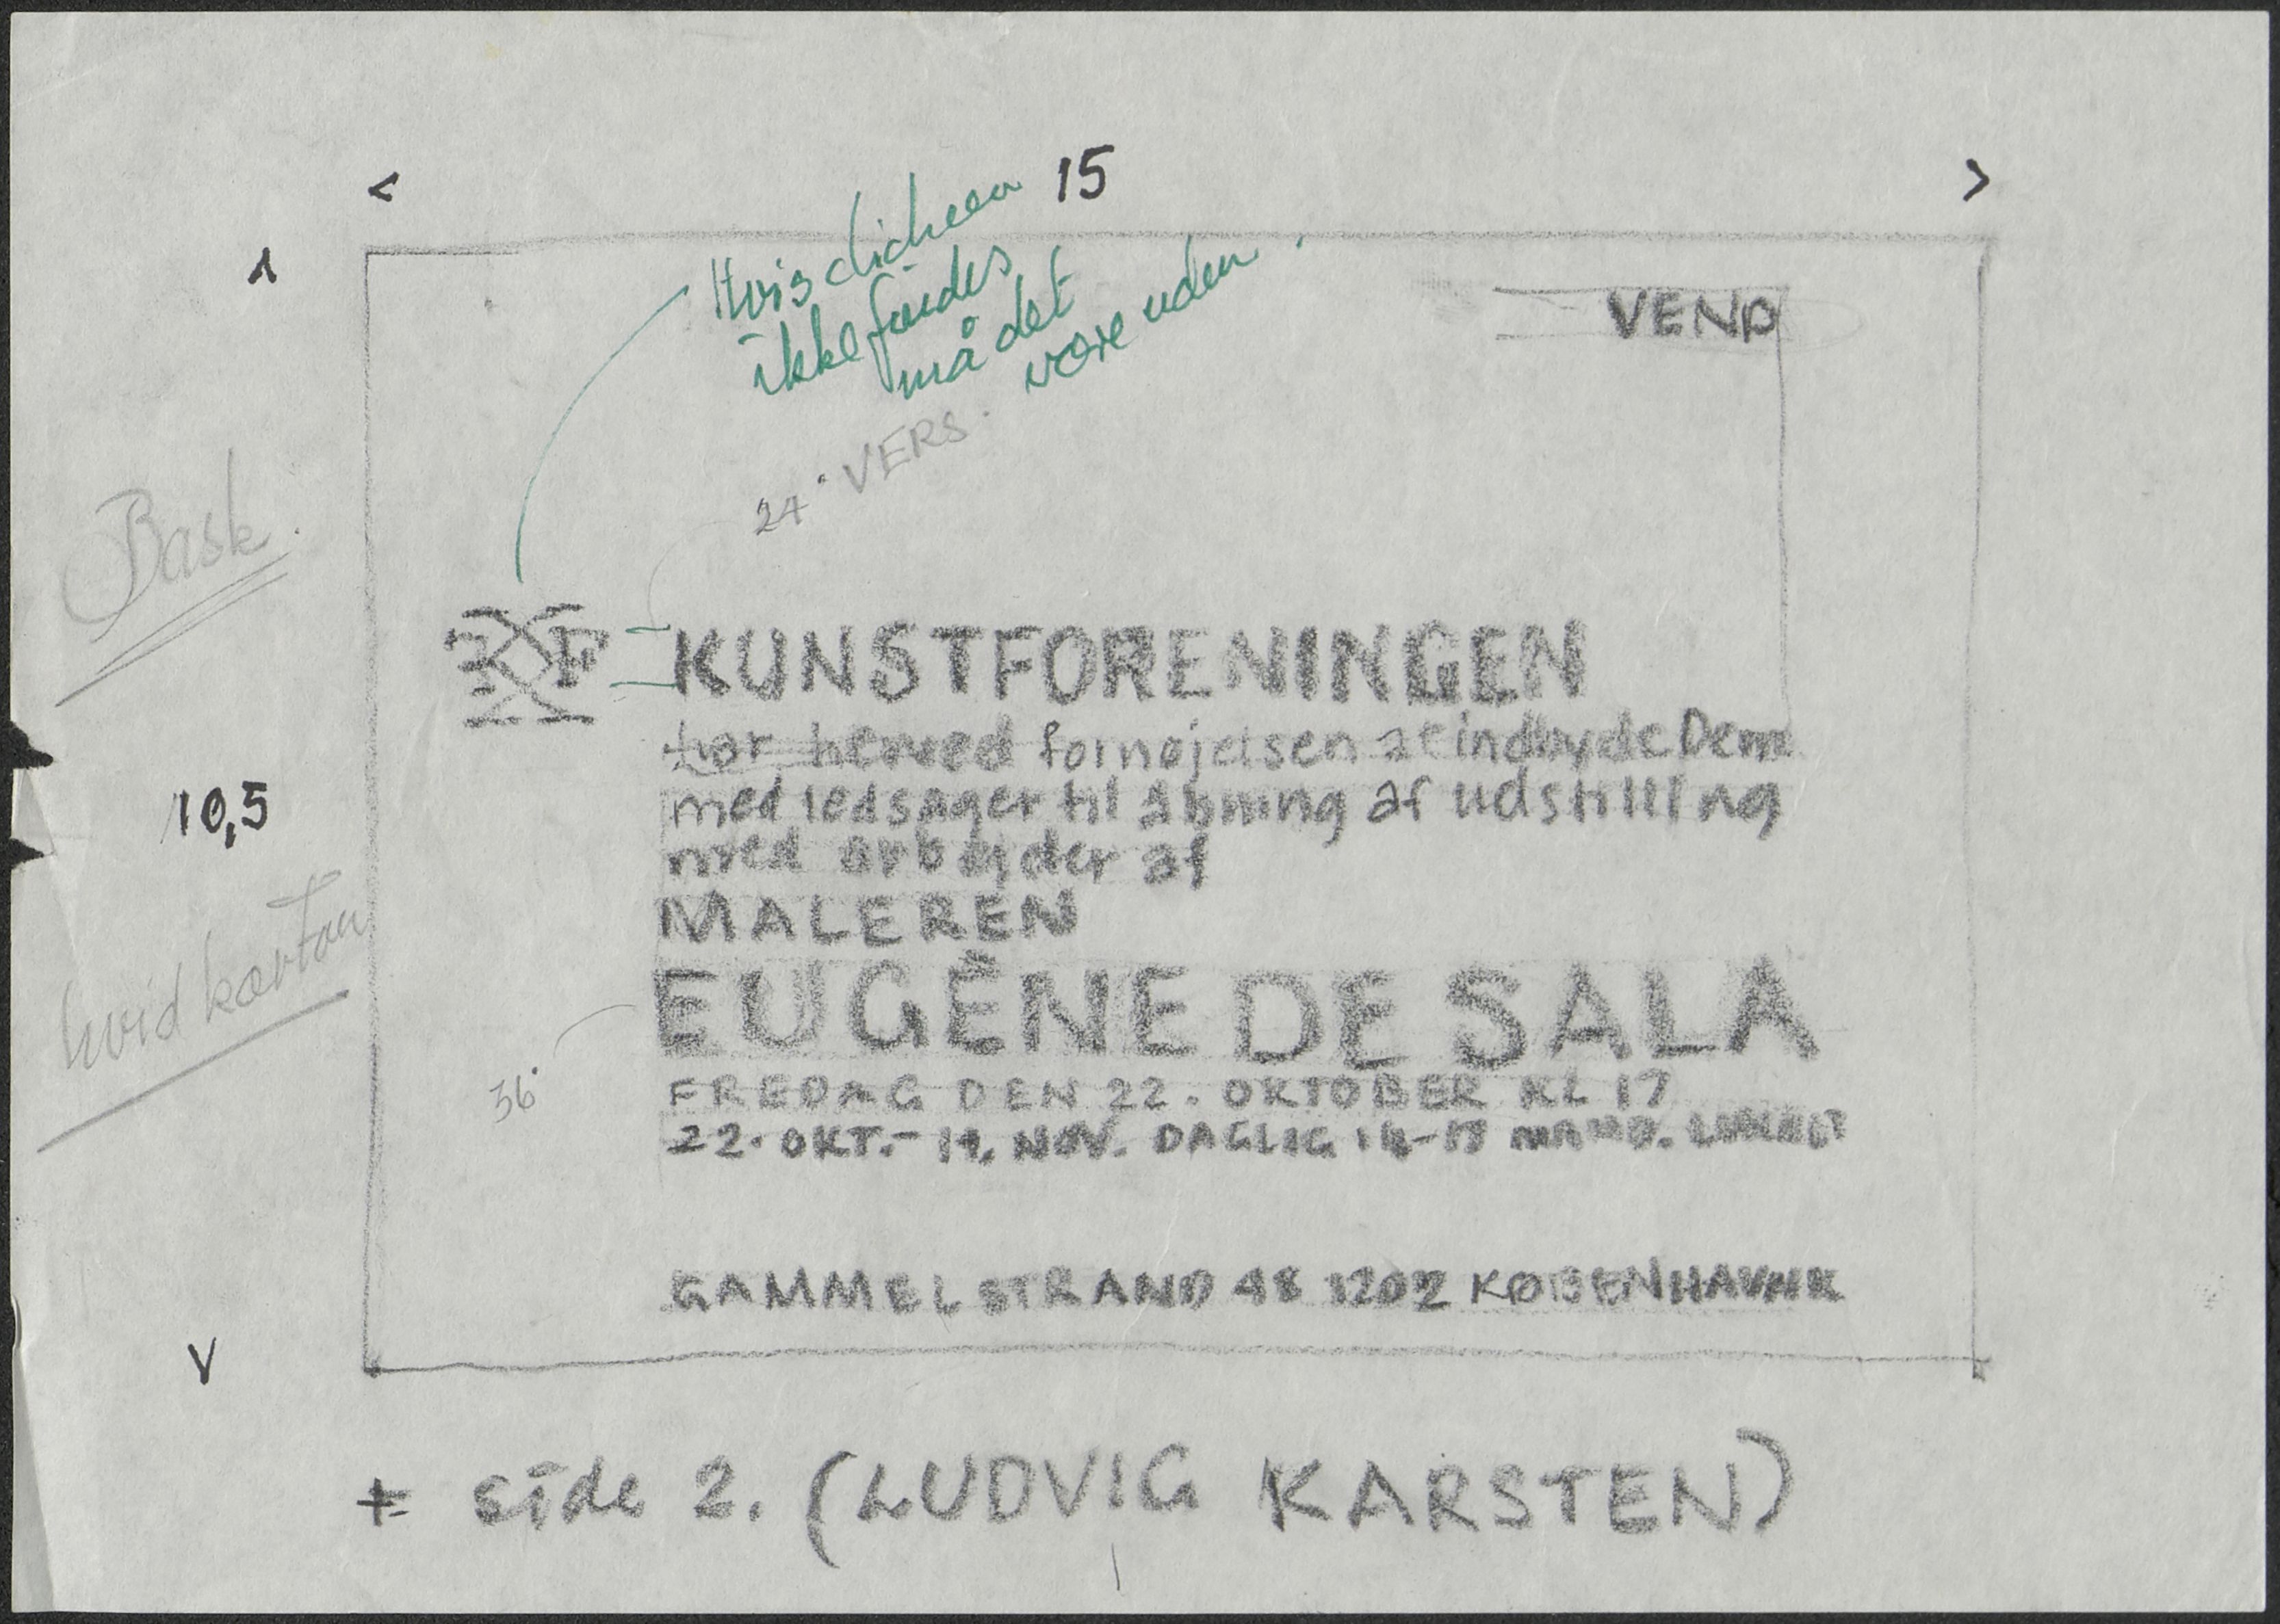 15
Hvis clicheen
ikke findes
må det
være uden.
VEND
24· VERS.
Bask.
KF
KUNSTFORENINGEN
har herved fornøjelsen at indbyde Dem
med ledsager til åbning af udstilling
med arbejder af
MALEREN
EUGÈNE DE SALA
36·
FREDAG DEN 22. OKTOBER KL 17
22. OKT.- 14. NOV. DAGLIG
10,5
hvid karton
GAMMEL STRAND 48 1202 KØBENHAVN K
+ side 2. (LUDVIG KARSTEN)